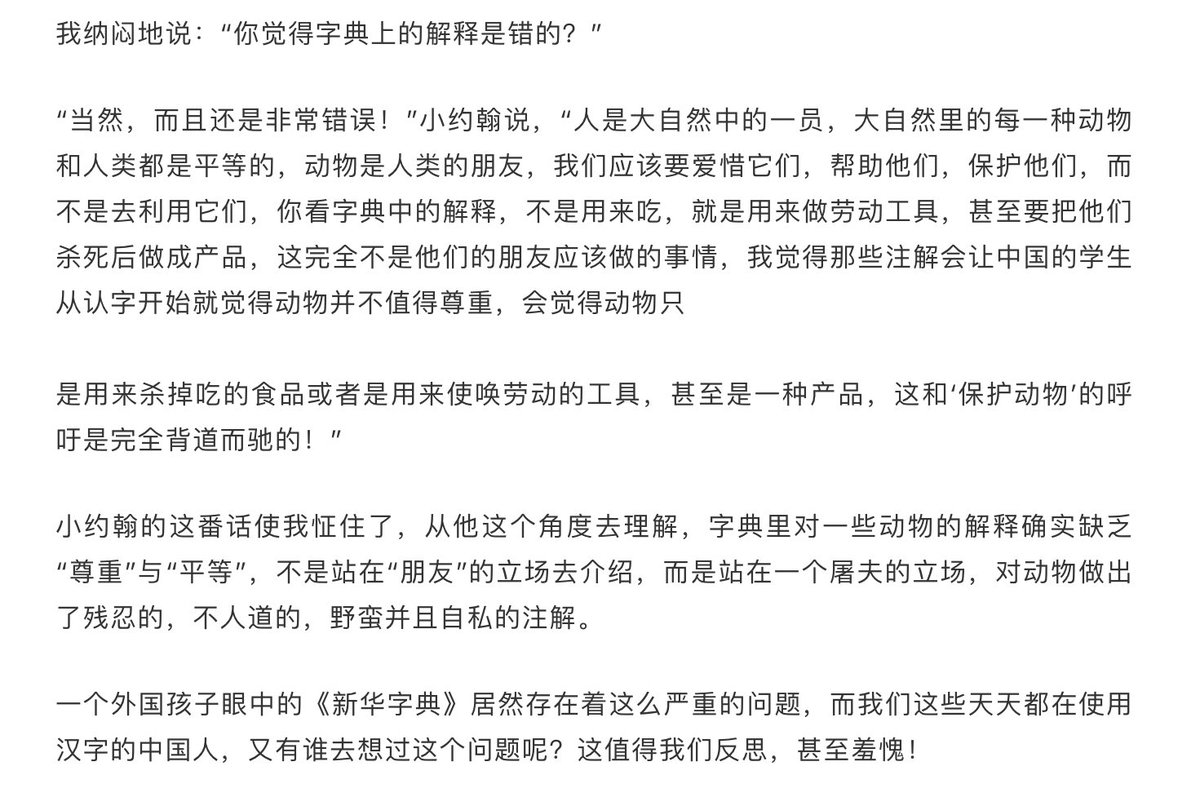 我纳闷地说：“你觉得字典上的解释是错的？”
“当然，而且还是非常错误！”小约翰说，“人是大自然中的一员，大自然里的每一种动物
和人类都是平等的，动物是人类的朋友，我们应该要爱惜它们，帮助他们，保护他们，而
不是去利用它们，你看字典中的解释，不是用来吃，就是用来做劳动工具，甚至要把他们
杀死后做成产品，这完全不是他们的朋友应该做的事情，我觉得那些注解会让中国的学生
从认字开始就觉得动物并不值得尊重，会觉得动物只
是用来杀掉吃的食品或者是用来使唤劳动的工具，甚至是一种产品，这和‘保护动物’的呼
吁是完全背道而驰的！”
小约翰的这番话使我怔住了，从他这个角度去理解，字典里对一些动物的解释确实缺乏
“尊重”与“平等”，不是站在“朋友”的立场去介绍，而是站在一个屠夫的立场，对动物做出
了残忍的，不人道的，野蛮并且自私的注解。
一个外国孩子眼中的《新华字典》居然存在着这么严重的问题，而我们这些天天都在使用
汉字的中国人，又有谁去想过这个问题呢？这值得我们反思，甚至羞愧！